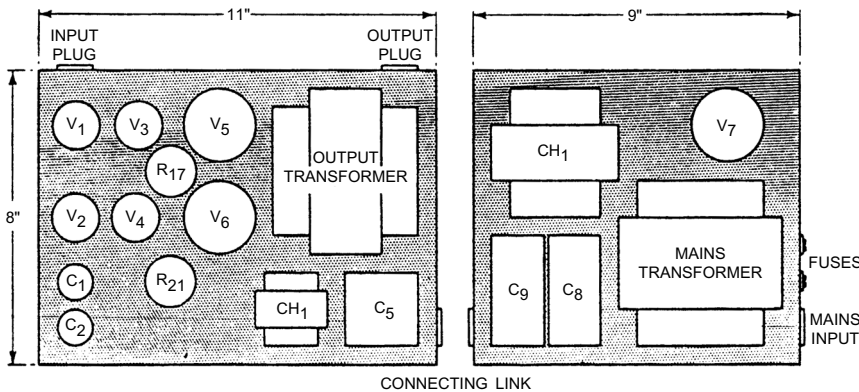 11"
9"
INPUT
PLUG
OUTPUT
PLUG
8"
V1
V3
V5
R17
V2
V4
V6
OUTPUT
TRANSFORMER
C1
C2
R21
CH1
C5
CH1
V7
MAINS
TRANSFORMER
C9
C8
FUSES
MAINS
INPUT
CONNECTING LINK